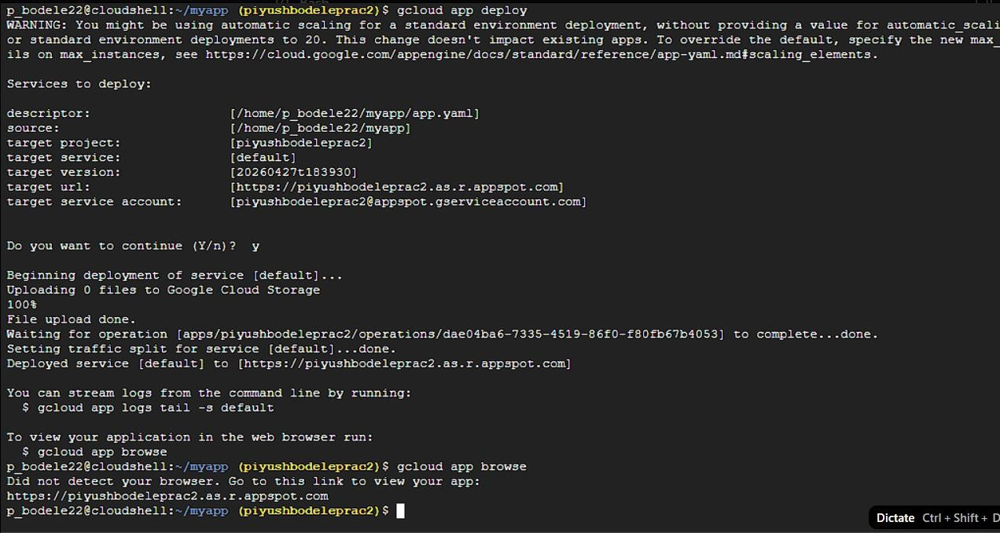 p_bodele22@cloudshell:~/myapp (piyushbodeleprac2)$ gcloud app deploy
WARNING: You might be using automatic scaling for a standard environment deployment, without providing a value for automatic_scali
or standard environment deployments to 20. This change doesn't impact existing apps. To override the default, specify the new max_
ils on max_instances, see https://cloud.google.com/appengine/docs/standard/reference/app-yaml.md#scaling_elements.
Services to deploy:
descriptor: [/home/p_bodele22/myapp/app.yaml]
source: [/home/p_bodele22/myapp]
target project: [piyushbodeleprac2]
target service: [default]
target version: [20260427t183930]
target url: [https://piyushbodeleprac2.as.r.appspot.com]
target service account: [piyushbodeleprac2@appspot.gserviceaccount.com]
Do you want to continue (Y/n)? y
Beginning deployment of service [default]...
Uploading 0 files to Google Cloud Storage
100%
File upload done.
Waiting for operation [apps/piyushbodeleprac2/operations/dae04ba6-7335-4519-86f0-f80fb67b4053] to complete...done.
Setting traffic split for service [default]...done.
Deployed service [default] to [https://piyushbodeleprac2.as.r.appspot.com]
You can stream logs from the command line by running:
$ gcloud app logs tail -s default
To view your application in the web browser run:
$ gcloud app browse
p_bodele22@cloudshell:~/myapp (piyushbodeleprac2)$ gcloud app browse
Did not detect your browser. Go to this link to view your app:
https://piyushbodeleprac2.as.r.appspot.com
p_bodele22@cloudshell:~/myapp (piyushbodeleprac2)$
Dictate Ctrl + Shift + D